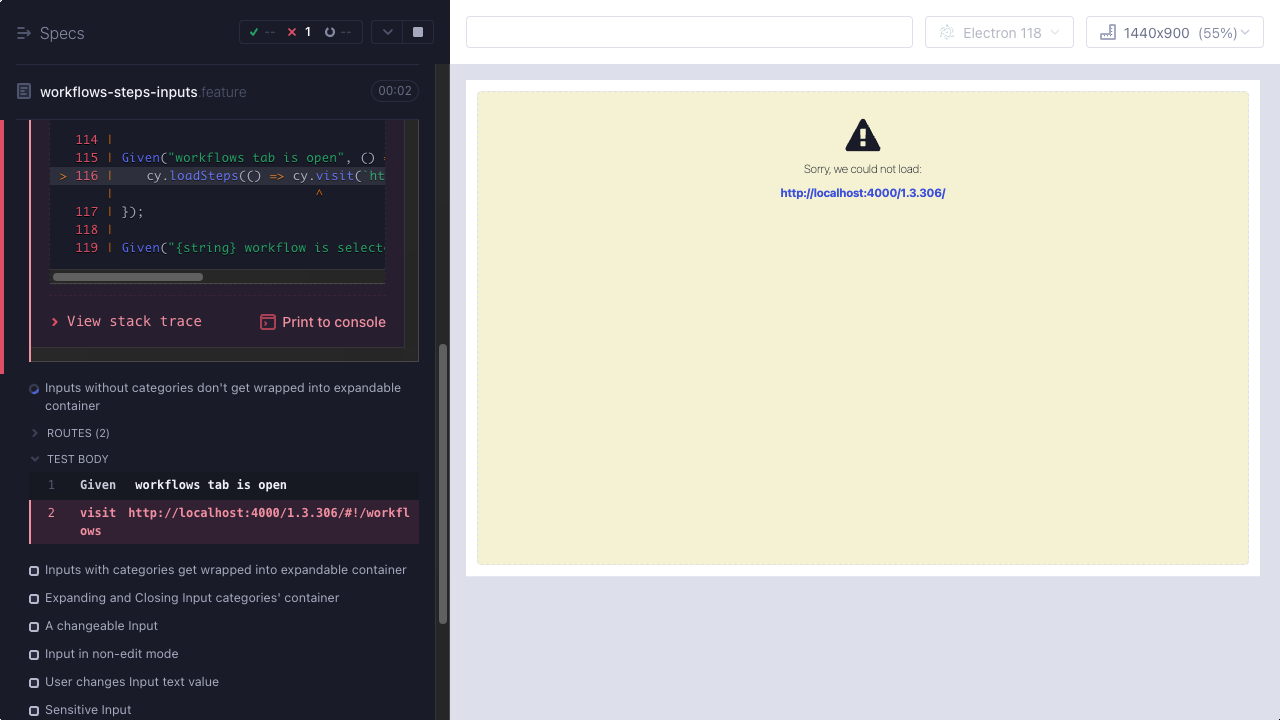 Specs
-- 1 --
Electron 118
1440x900 (55%)
workflows-steps-inputs.feature
00:02
114 |
115 | Given("workflows tab is open", () =
> 116 | cy.loadSteps(() => cy.visit(`ht
| ^
117 | });
118 |
119 | Given("{string} workflow is selecte
View stack trace
Print to console
Inputs without categories don't get wrapped into expandable
container
ROUTES (2)
TEST BODY
1 Given workflows tab is open
2 visit http://localhost:4000/1.3.306/#!/workfl
ows
Inputs with categories get wrapped into expandable container
Expanding and Closing Input categories' container
A changeable Input
Input in non-edit mode
User changes Input text value
Sensitive Input
Sorry, we could not load:
http://localhost:4000/1.3.306/